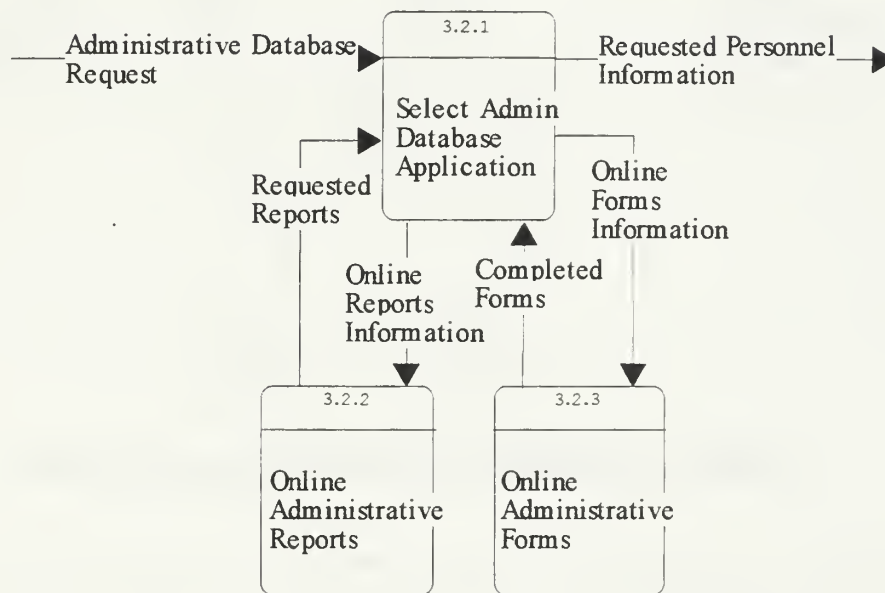 3.2.1
Administrative Database
Request
Requested Personnel
Information
Select Admin
Database
Application
Requested
Reports
Online
Forms
Information
Online
Reports
Information
Completed
Forms
3.2.2
3.2.3
Online
Administrative
Reports
Online
Administrative
Forms